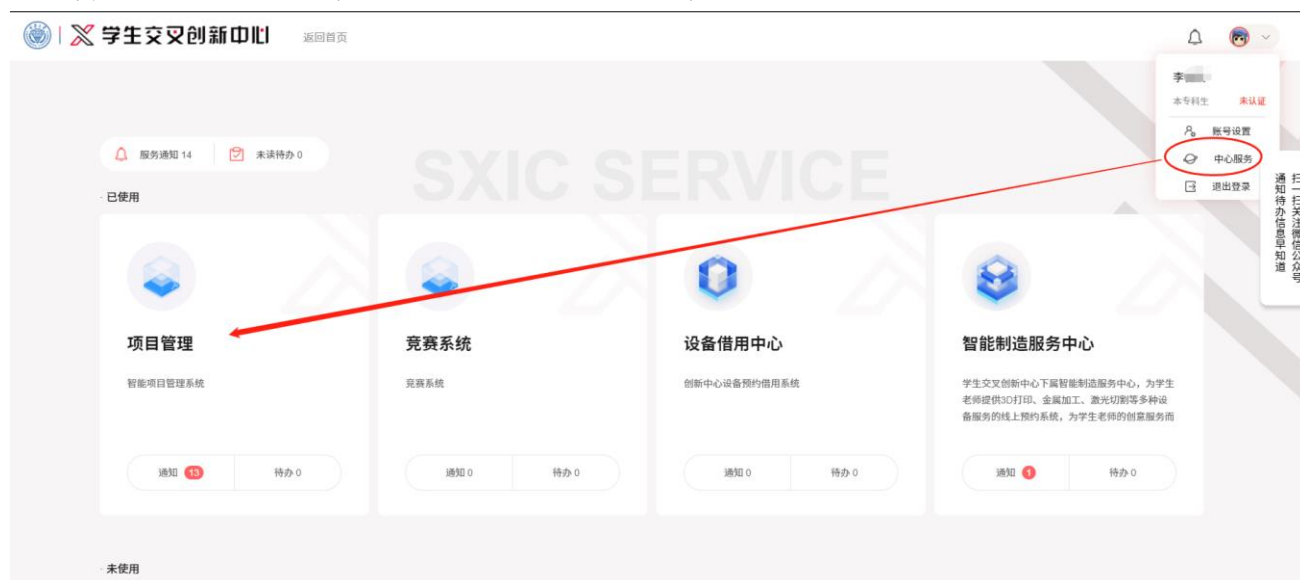 学生交叉创新中心
返回首页
李
本专科生 未认证
账号设置
中心服务
退出登录
服务通知 14 未读待办 0
SXIC SERVICE
· 已使用
项目管理
智能项目管理系统
通知 13 待办 0
竞赛系统
竞赛系统
通知 0 待办 0
设备借用中心
创新中心设备预约借用系统
通知 0 待办 0
智能制造服务中心
学生交叉创新中心下属智能制造服务中心，为学生
老师提供3D打印、金属加工、激光切割等多种设
备服务的线上预约系统，为学生老师的创意服务而
通知 1 待办 0
扫一扫关注微信公众号
通知待办信息早知道
· 未使用